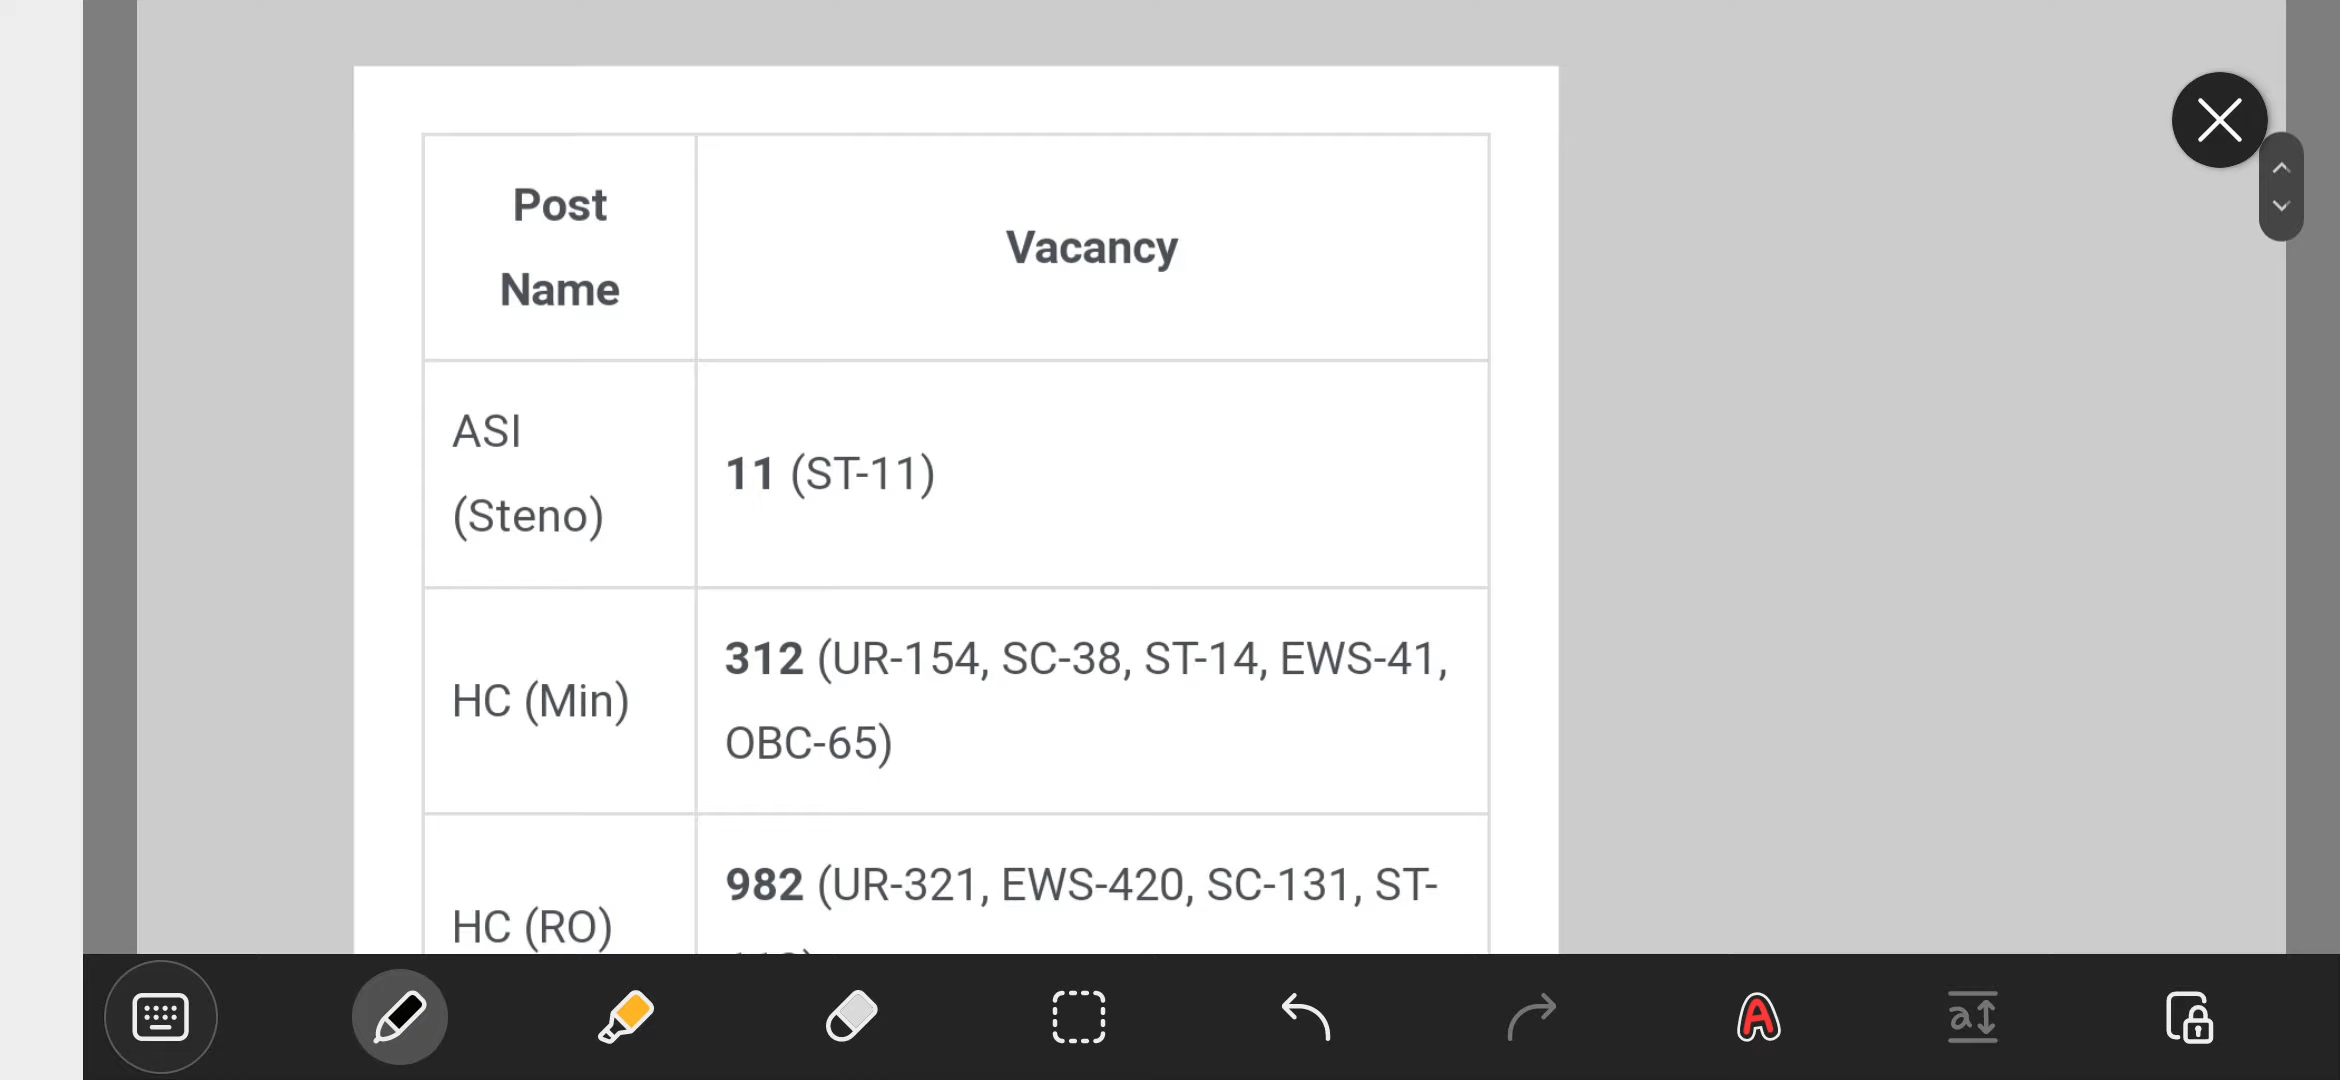 Post
Name
Vacancy
ASI
(Steno)
11 (ST-11)
HC (Min)
312 (UR-154, SC-38, ST-14, EWS-41,
OBC-65)
HC (RO)
982 (UR-321, EWS-420, SC-131, ST-
A
a